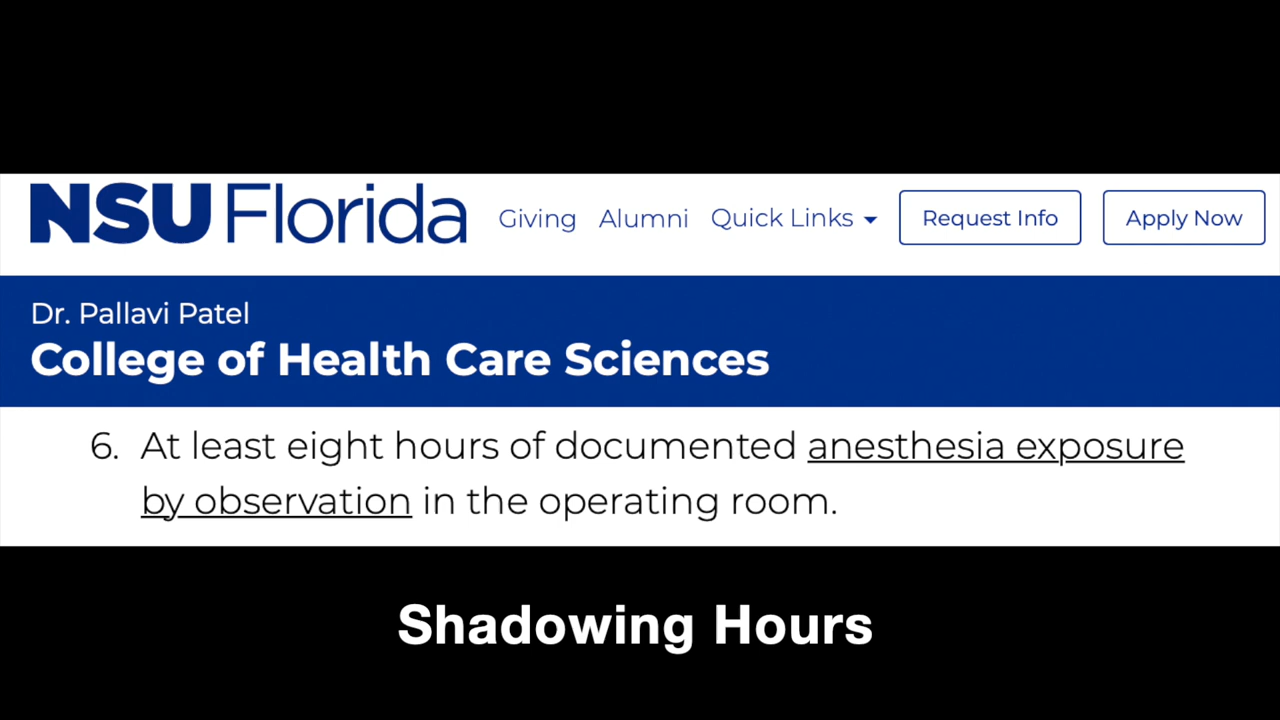 NSU Florida Giving Alumni Quick Links Request Info Apply Now
Dr. Pallavi Patel
College of Health Care Sciences
6. At least eight hours of documented anesthesia exposure
by observation in the operating room.
Shadowing Hours